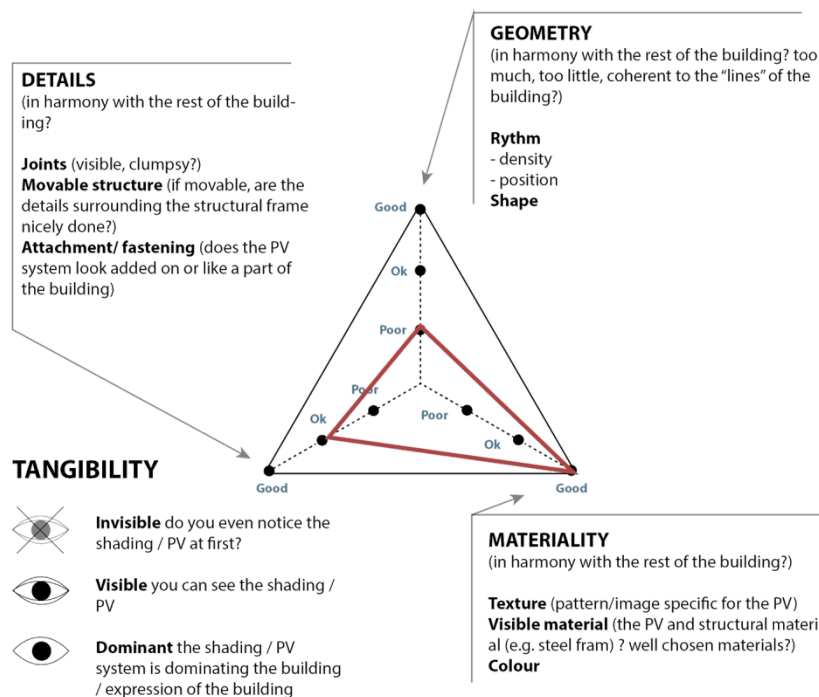 DETAILS
(in harmony with the rest of the build-
ing?
Joints (visible, clumpsy?)
Movable structure (if movable, are the
details surrounding the structural frame
nicely done?)
Attachment/ fastening (does the PV
system look added on or like a part of
the building)
GEOMETRY
(in harmony with the rest of the building? too
much, too little, coherent to the “lines” of the
building?)
Rythm
- density
- position
Shape
Good
Ok
Poor
Poor
Ok
Good
Poor
Ok
Good
TANGIBILITY
Invisible do you even notice the
shading / PV at first?
Visible you can see the shading /
PV
Dominant the shading / PV
system is dominating the building
/ expression of the building
MATERIALITY
(in harmony with the rest of the building?)
Texture (pattern/image specific for the PV)
Visible material (the PV and structural materi
al (e.g. steel fram) ? well chosen materials?)
Colour